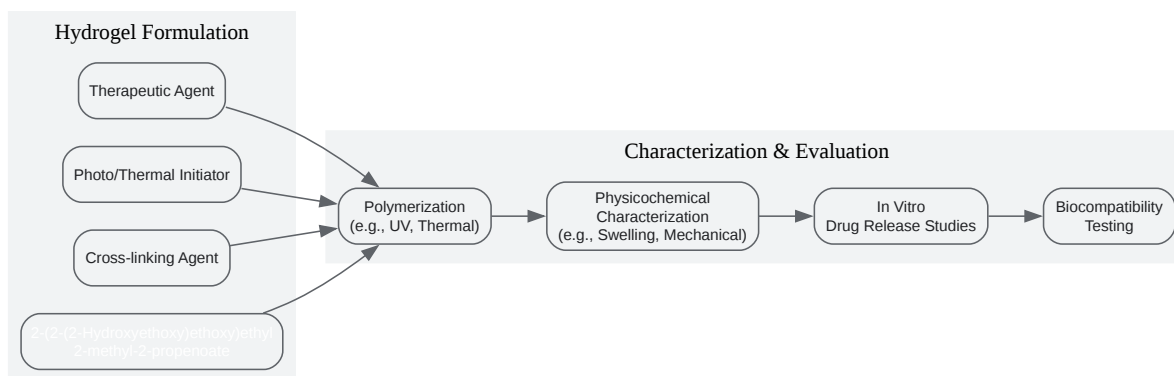 Hydrogel Formulation
Therapeutic Agent
Photo/Thermal Initiator
Cross-linking Agent
2-(2-(2-Hydroxyethoxy)ethoxy)ethyl
2-methyl-2-propenoate
Characterization & Evaluation
Polymerization
(e.g., UV, Thermal)
Physicochemical
Characterization
(e.g., Swelling, Mechanical)
In Vitro
Drug Release Studies
Biocompatibility
Testing